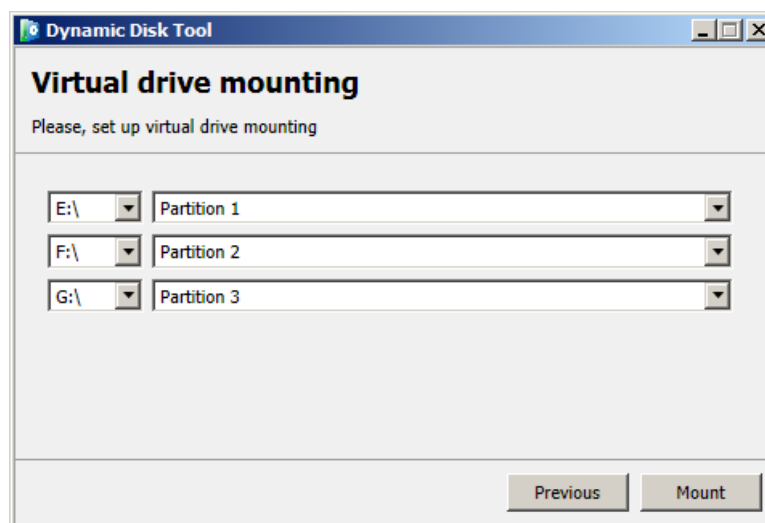 Dynamic Disk Tool
Virtual drive mounting
Please, set up virtual drive mounting
E:\ Partition 1
F:\ Partition 2
G:\ Partition 3
Previous Mount